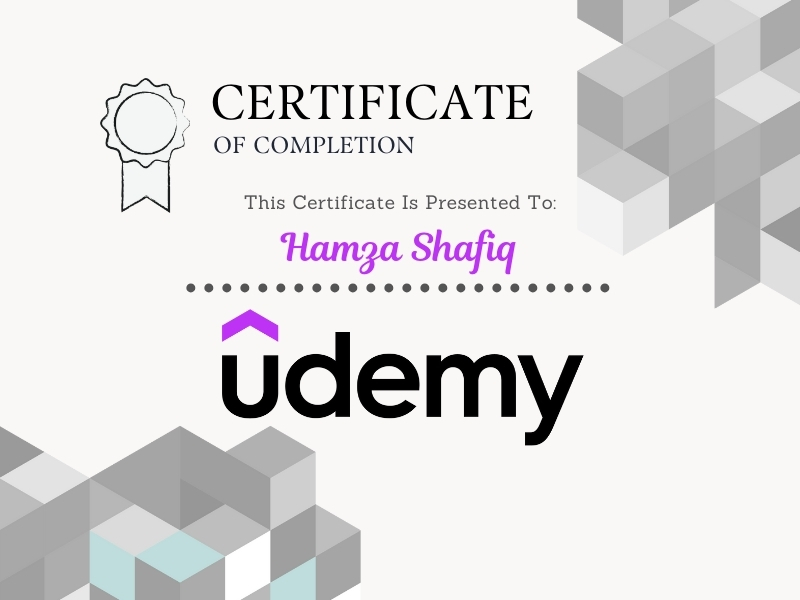 CERTIFICATE
OF COMPLETION
This Certificate Is Presented To:
Hamza Shafiq
udemy